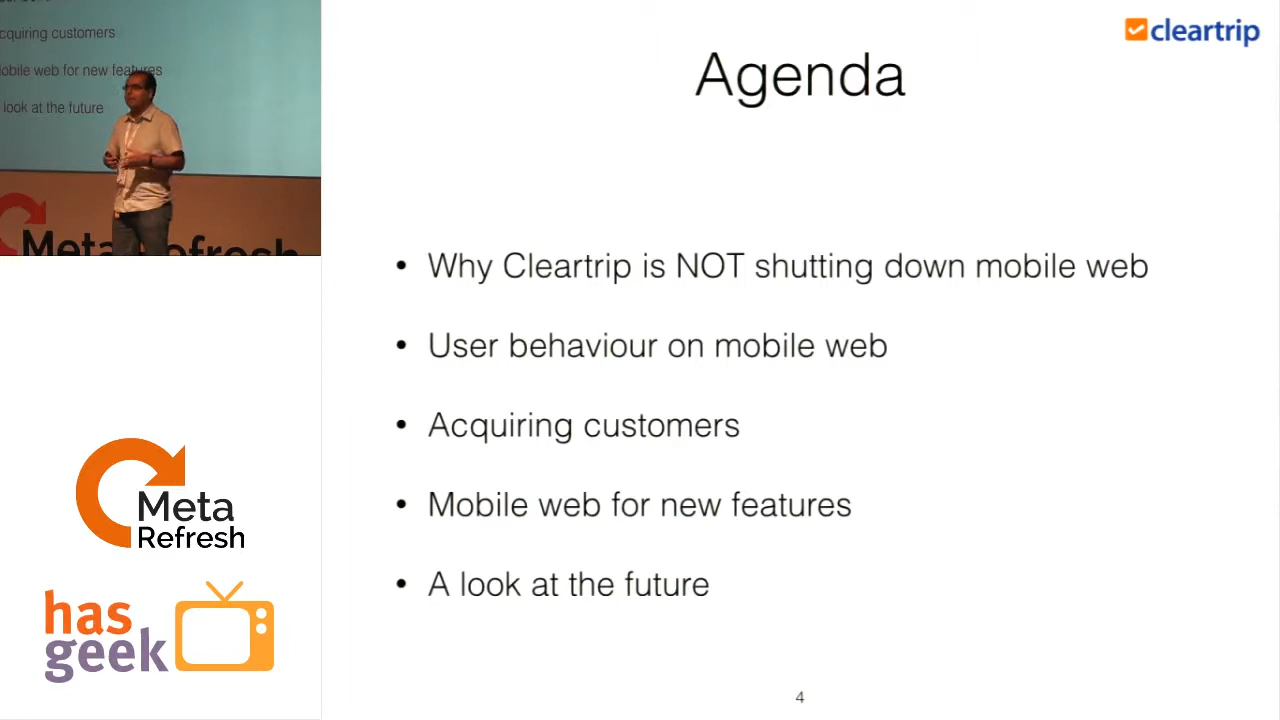 acquiring customers
mobile web for new features
look at the future
Meta Refresh
cleartrip
Agenda
• Why Cleartrip is NOT shutting down mobile web
• User behaviour on mobile web
• Acquiring customers
• Mobile web for new features
• A look at the future
4
Meta
Refresh
has
geek